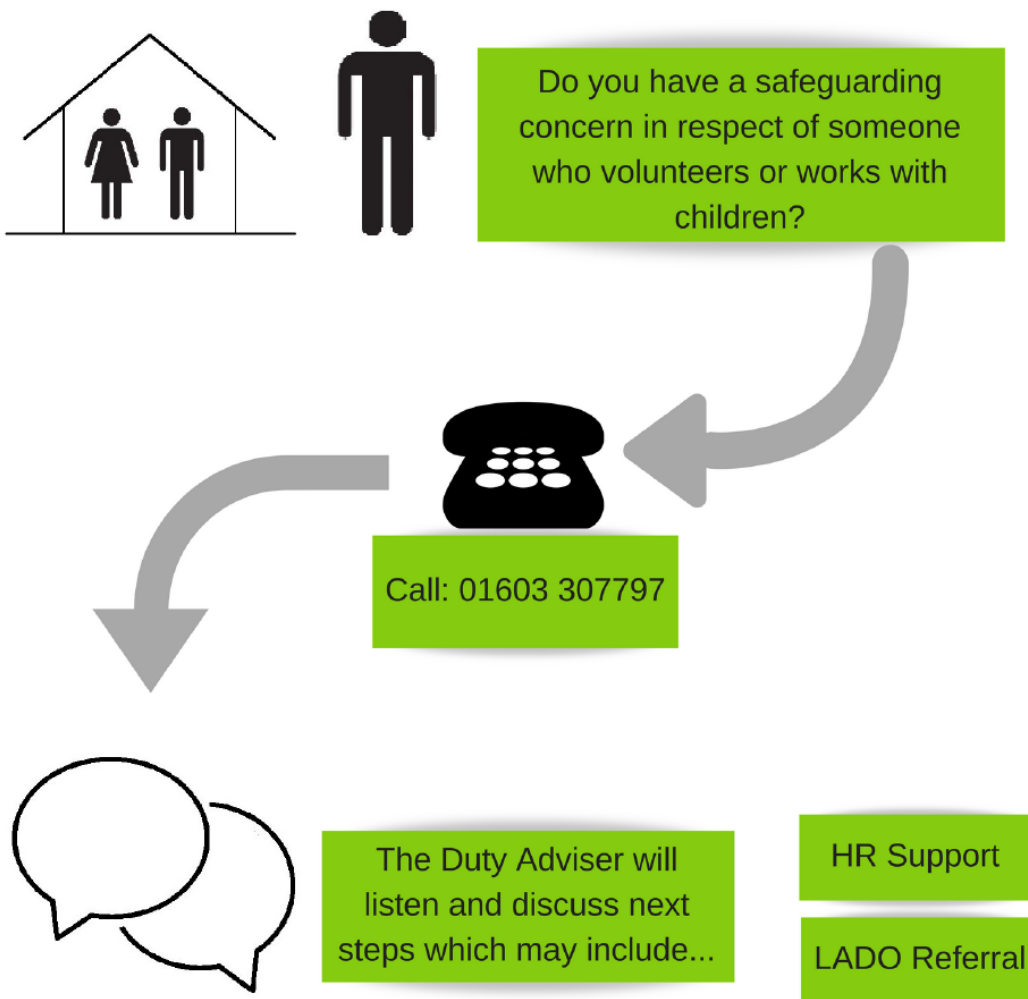 Do you have a safeguarding
concern in respect of someone
who volunteers or works with
children?
Call: 01603 307797
The Duty Adviser will
listen and discuss next
steps which may include...
HR Support
LADO Referral